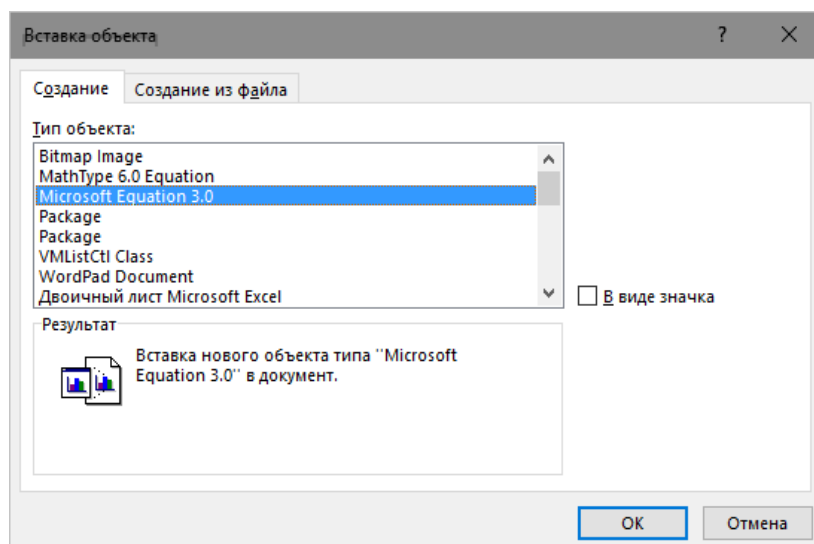 Вставка объекта
?
Создание
Создание из файла
Тип объекта:
Bitmap Image
MathType 6.0 Equation
Microsoft Equation 3.0
Package
Package
VMListCtl Class
WordPad Document
Двоичный лист Microsoft Excel
В виде значка
Результат
Вставка нового объекта типа "Microsoft
Equation 3.0" в документ.
ОК
Отмена